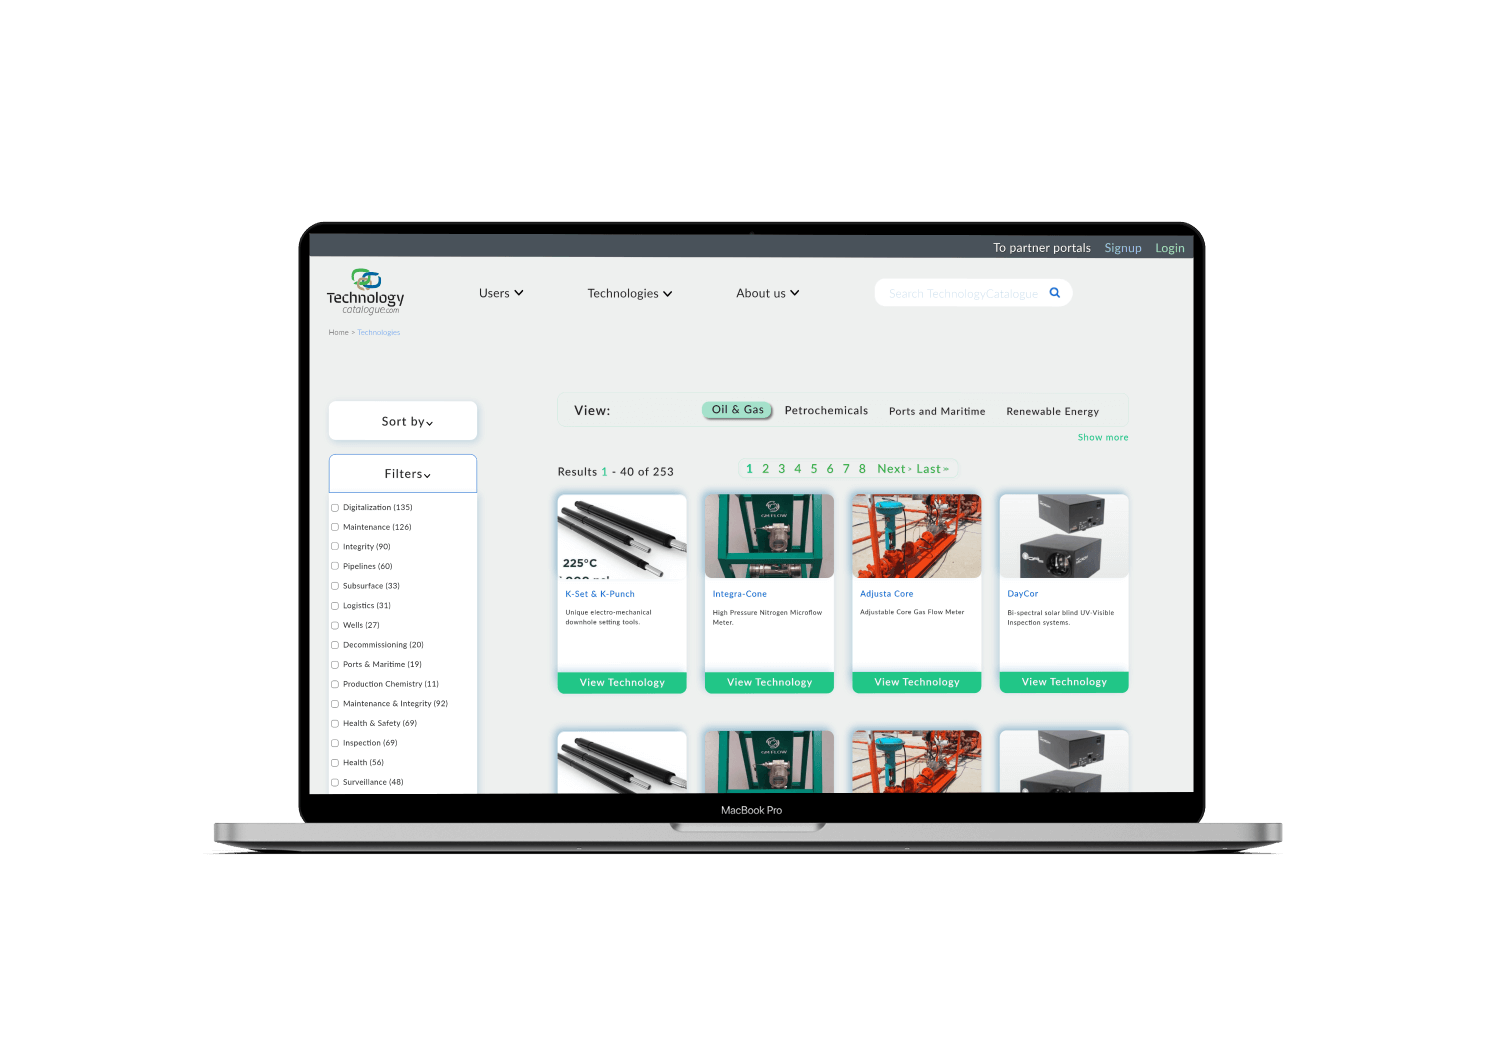 To partner portals Signup Login
Technology
catalogue.com
Users Technologies About us Search TechnologyCatalogue
Home > Technologies
Sort by
View: Oil & Gas Petrochemicals Ports and Maritime Renewable Energy
Show more
Filters
Results 1 - 40 of 253
1 2 3 4 5 6 7 8 Next > Last »
Digitalization (135)
Maintenance (126)
Integrity (90)
Pipelines (60)
Subsurface (33)
Logistics (31)
Wells (27)
Decommissioning (20)
Ports & Maritime (19)
Production Chemistry (11)
Maintenance & Integrity (92)
Health & Safety (69)
Inspection (69)
Health (56)
Surveillance (48)
225°C
K-Set & K-Punch
Unique electro-mechanical
downhole setting tools.
View Technology
Integra-Cone
High Pressure Nitrogen Microflow
Meter.
View Technology
Adjusta Core
Adjustable Core Gas Flow Meter
View Technology
DayCor
Bi-spectral solar blind UV-Visible
Inspection systems.
View Technology
MacBook Pro